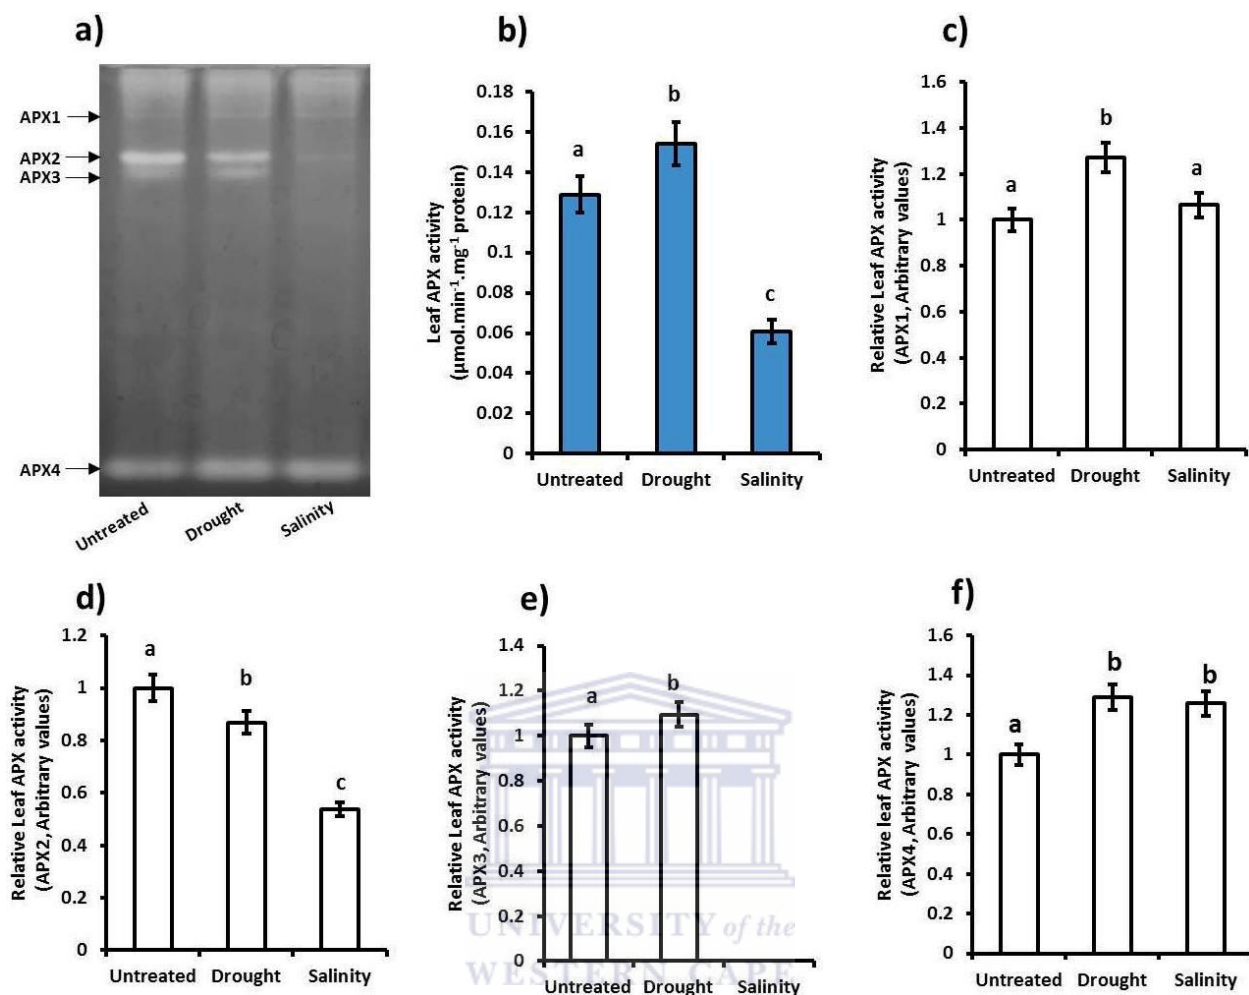 a)
APX1
APX2
APX3
APX4
Untreated
Drought
Salinity
b)
Leaf APX activity
(µmol.min⁻¹.mg⁻¹ protein)
0.18
0.16
0.14
0.12
0.1
0.08
0.06
0.04
0.02
0
a
b
c
Untreated
Drought
Salinity
c)
Relative Leaf APX activity
(APX1, Arbitrary values)
1.6
1.4
1.2
1
0.8
0.6
0.4
0.2
0
a
b
a
Untreated
Drought
Salinity
d)
Relative Leaf APX activity
(APX2, Arbitrary values)
1.2
1
0.8
0.6
0.4
0.2
0
a
b
c
Untreated
Drought
Salinity
e)
Relative Leaf APX activity
(APX3, Arbitrary values)
1.4
1.2
1
0.8
0.6
0.4
0.2
0
a
b
Untreated
Drought
Salinity
UNIVERSITY of the
WESTERN CAPE
f)
Relative leaf APX activity
(APX4, Arbitrary values)
1.6
1.4
1.2
1
0.8
0.6
0.4
0.2
0
a
b
b
Untreated
Drought
Salinity